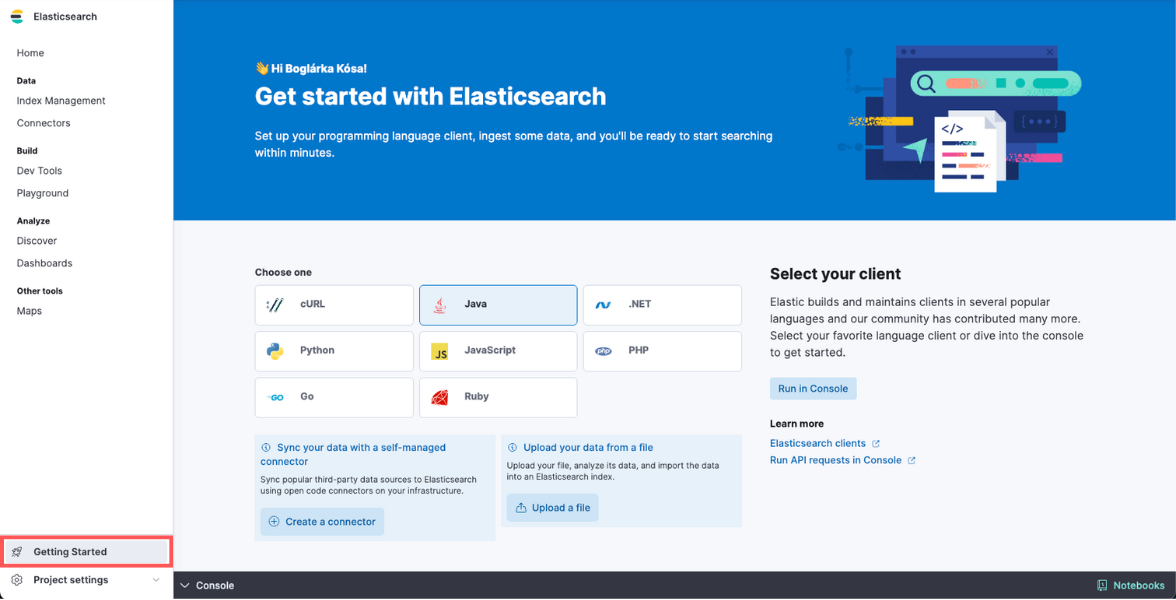 Elasticsearch
Home
Data
Index Management
Connectors
Build
Dev Tools
Playground
Analyze
Discover
Dashboards
Other tools
Maps
Getting Started
Project settings
👋 Hi Boglárka Kósa!
Get started with Elasticsearch
Set up your programming language client, ingest some data, and you'll be ready to start searching
within minutes.
</>
{•••}
Choose one
cURL
Java
.NET
Python
JS JavaScript
php PHP
GO Go
Ruby
Sync your data with a self-managed
connector
Sync popular third-party data sources to Elasticsearch
using open code connectors on your infrastructure.
Create a connector
Upload your data from a file
Upload your file, analyze its data, and import the data
into an Elasticsearch index.
Upload a file
Select your client
Elastic builds and maintains clients in several popular
languages and our community has contributed many more.
Select your favorite language client or dive into the console
to get started.
Run in Console
Learn more
Elasticsearch clients
Run API requests in Console
Console
Notebooks